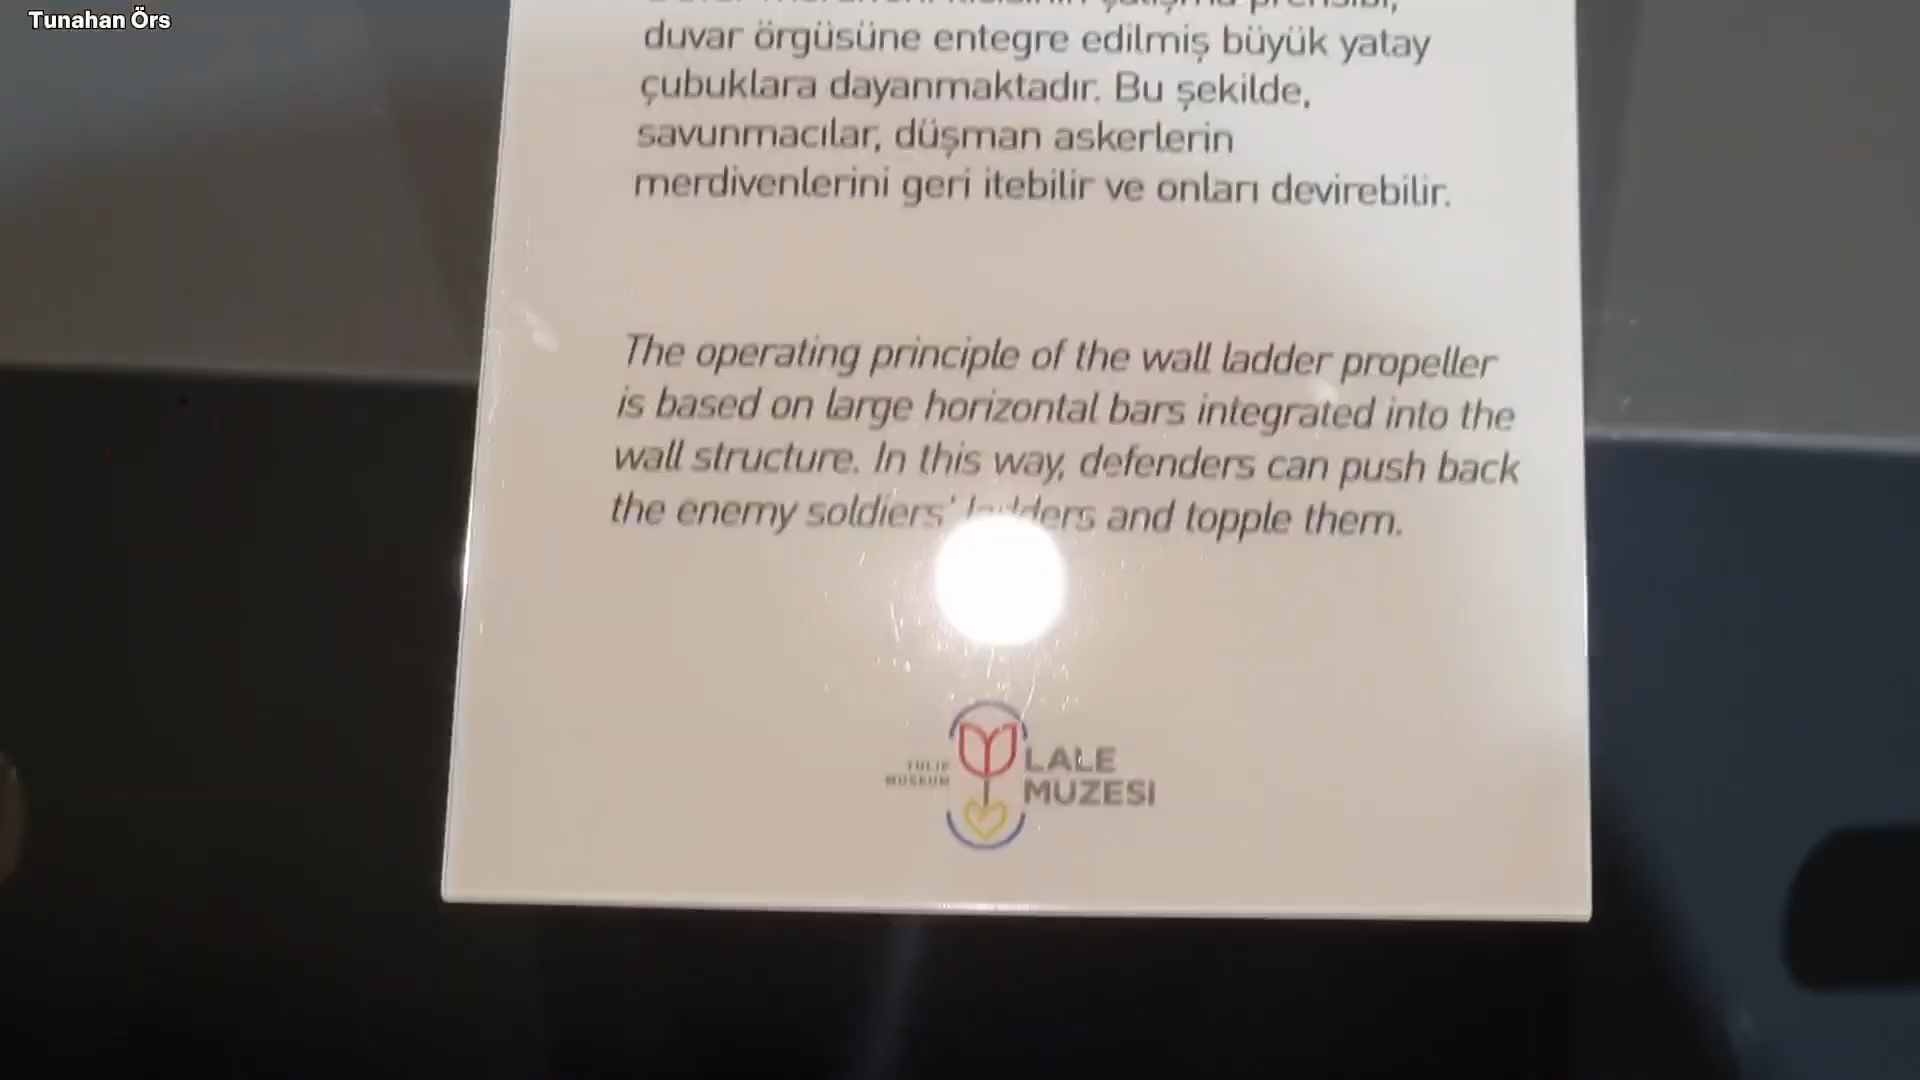 Tunahan Örs
duvar örgüsüne entegre edilmiş büyük yatay
çubuklara dayanmaktadır. Bu şekilde,
savunmacılar, düşman askerlerin
merdivenlerini geri itebilir ve onları devirebilir.
The operating principle of the wall ladder propeller
is based on large horizontal bars integrated into the
wall structure. In this way, defenders can push back
the enemy soldiers' ladders and topple them.
TULIP
MUSEUM
LALE
MÜZESİ